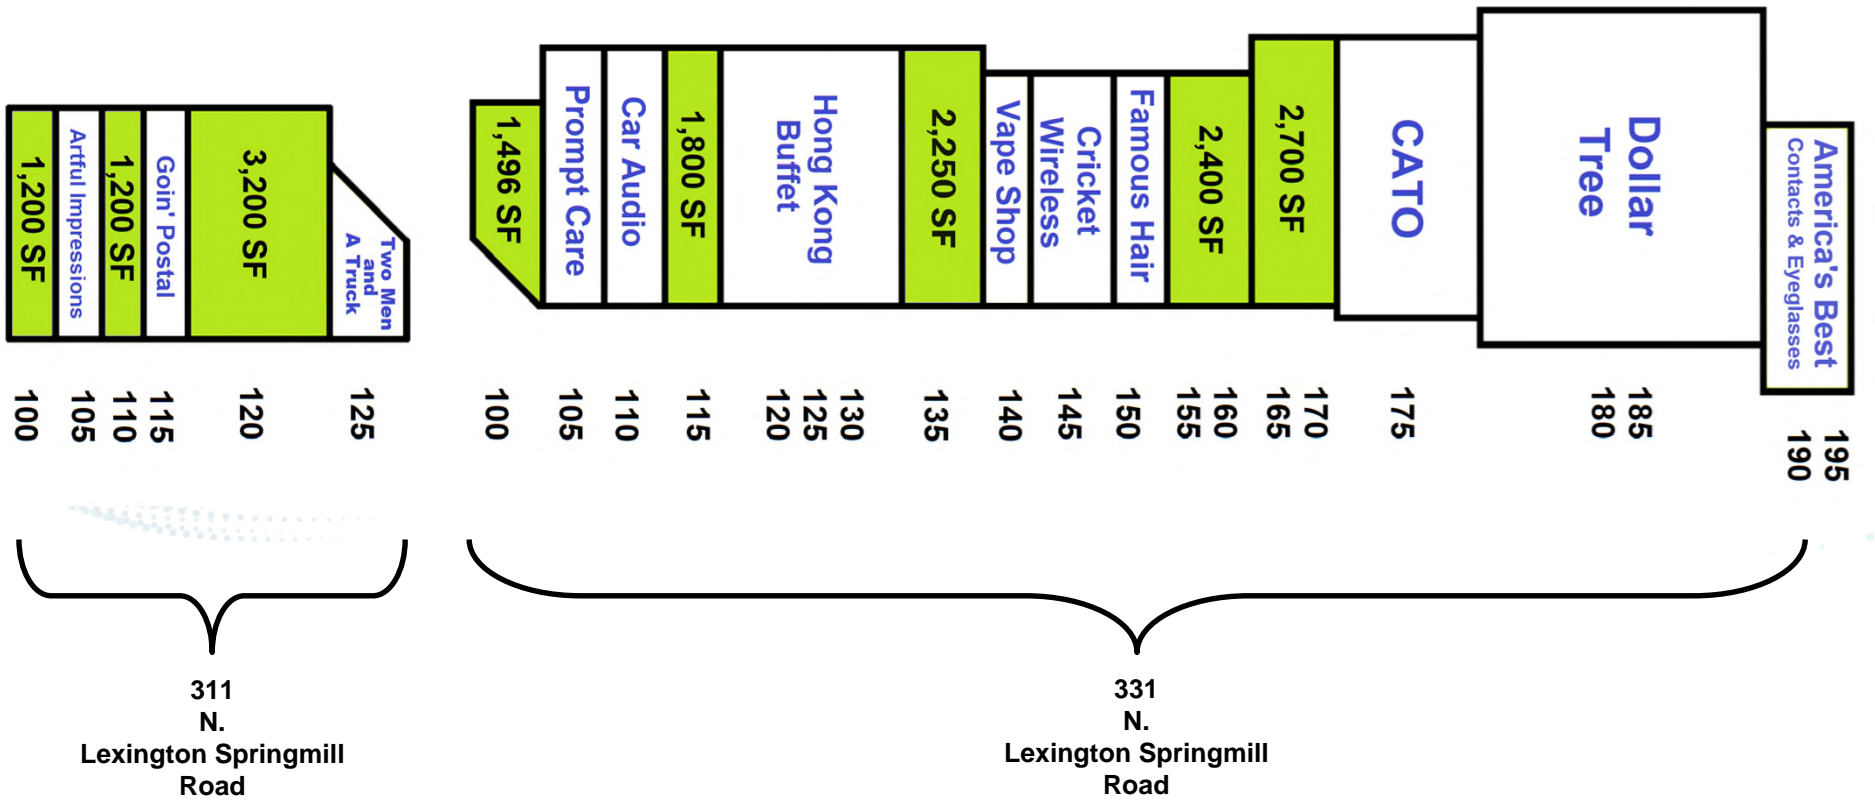 1,200 SF
Artful Impressions
1,200 SF
Goin' Postal
3,200 SF
Two Men
and
A Truck
1,496 SF
Prompt Care
Car Audio
1,800 SF
Hong Kong
Buffet
2,250 SF
Vape Shop
Cricket
Wireless
Famous Hair
2,400 SF
2,700 SF
CATO
Dollar
Tree
America's Best
Contacts & Eyeglasses
100
105
110
115
120
125
100
105
110
115
120
125
130
135
140
145
150
155
160
165
170
175
180
185
190
195
311
N.
Lexington Springmill
Road
331
N.
Lexington Springmill
Road